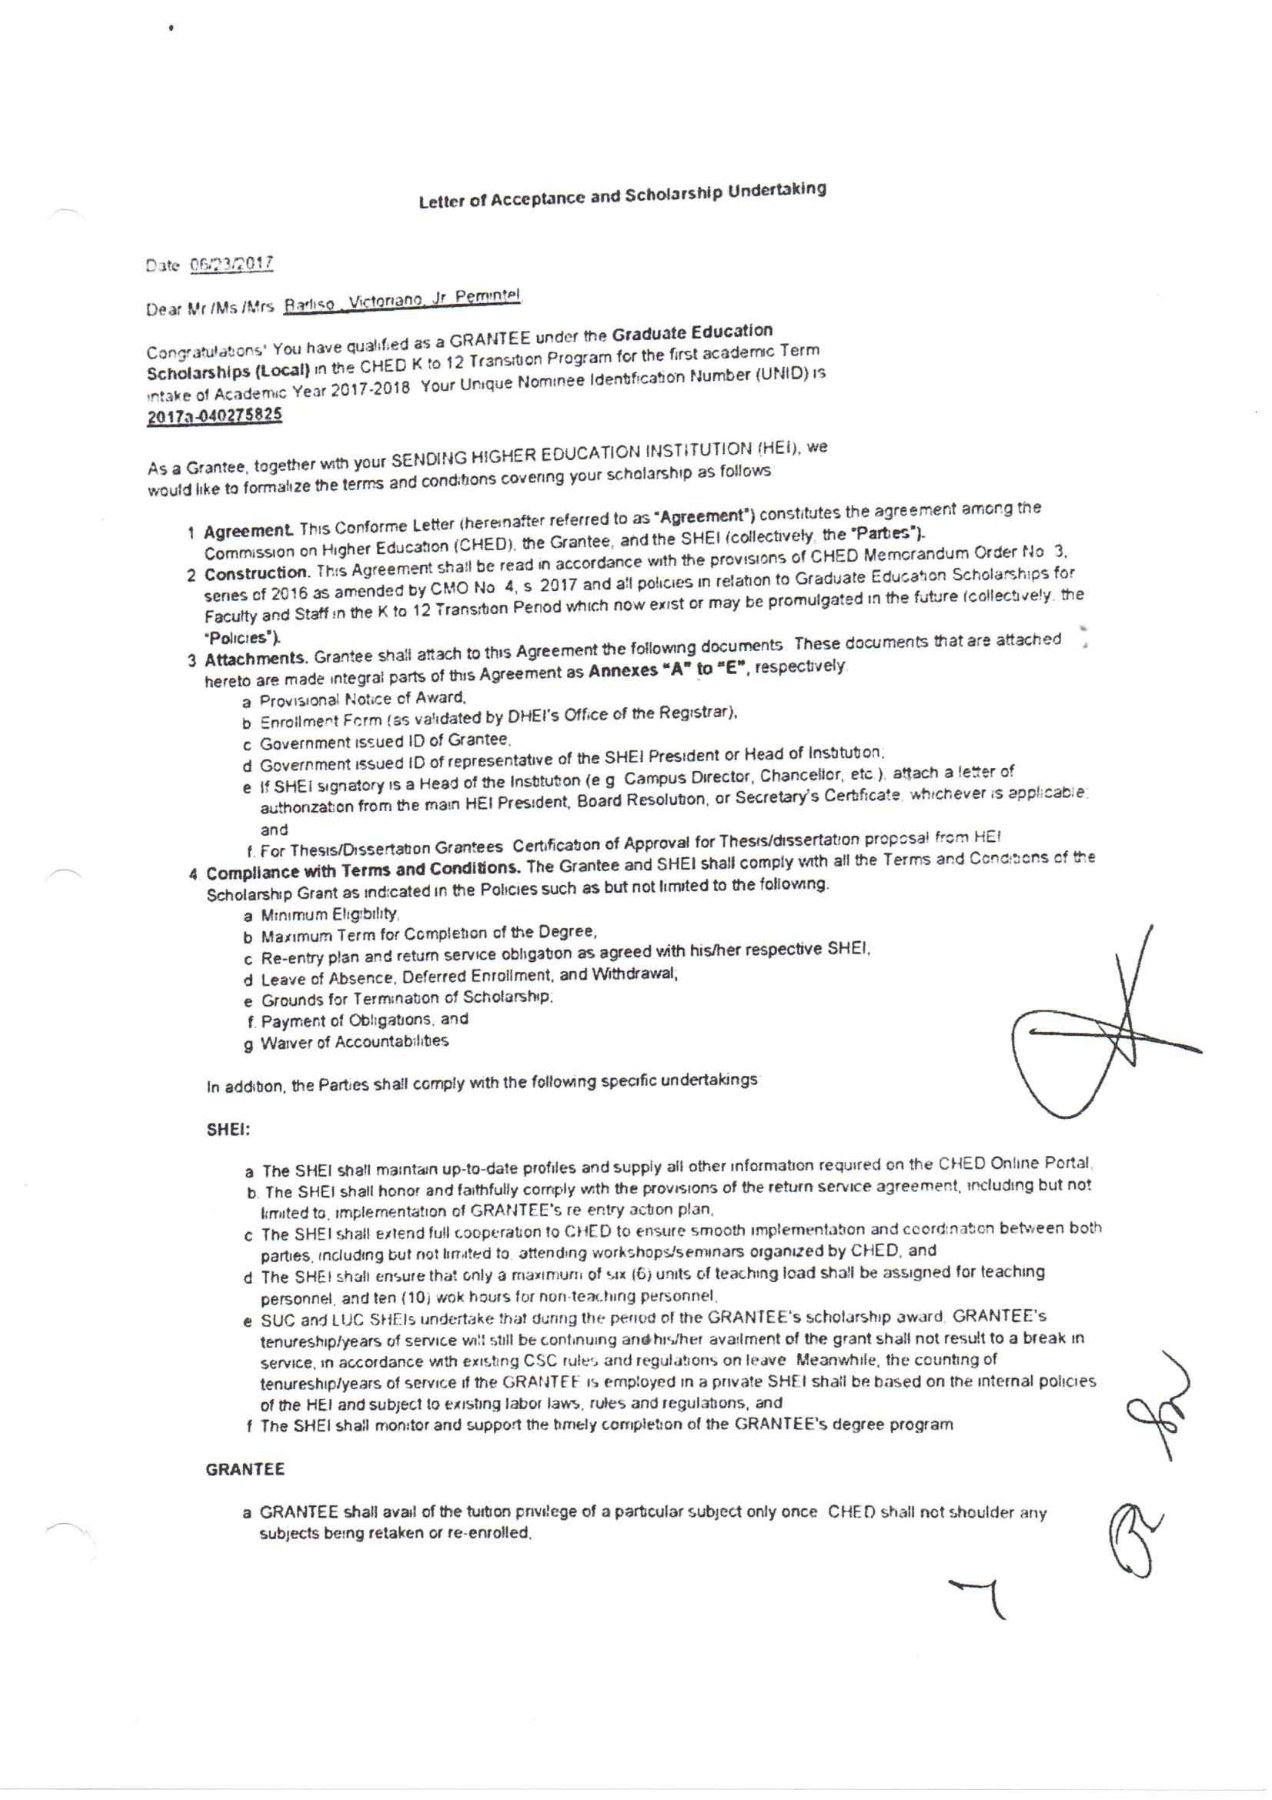 Letter of Acceptance and Scholarship Undertaking
Date 06/23/2017
Dear Mr /Ms /Mrs Barliso , Victoriano, Jr Pemintel
Congratulations' You have qualified as a GRANTEE under the Graduate Education
Scholarships (Local) in the CHED K to 12 Transition Program for the first academic Term
intake of Academic Year 2017-2018 Your Unique Nominee Identification Number (UNID) is
2017a-040275825
As a Grantee, together with your SENDING HIGHER EDUCATION INSTITUTION (HEI), we
would like to formalize the terms and conditions covering your scholarship as follows
1 Agreement. This Conforme Letter (hereinafter referred to as "Agreement") constitutes the agreement among the
Commission on Higher Education (CHED), the Grantee, and the SHEI (collectively, the "Parties").
2 Construction. This Agreement shall be read in accordance with the provisions of CHED Memorandum Order No 3,
series of 2016 as amended by CMO No 4, s 2017 and all policies in relation to Graduate Education Scholarships for
Faculty and Staff in the K to 12 Transition Period which now exist or may be promulgated in the future (collectively, the
"Policies").
3 Attachments. Grantee shall attach to this Agreement the following documents These documents that are attached
hereto are made integral parts of this Agreement as Annexes "A" to "E", respectively
a Provisional Notice of Award,
b Enrollment Form (as validated by DHEI's Office of the Registrar),
c Government issued ID of Grantee,
d Government issued ID of representative of the SHEI President or Head of Institution;
e If SHEI signatory is a Head of the Institution (e g Campus Director, Chancellor, etc ), attach a letter of
authorization from the main HEI President, Board Resolution, or Secretary's Certificate, whichever is applicable;
and
f. For Thesis/Dissertation Grantees Certification of Approval for Thesis/dissertation proposal from HEI
4 Compliance with Terms and Conditions. The Grantee and SHEI shall comply with all the Terms and Conditions of the
Scholarship Grant as indicated in the Policies such as but not limited to the following.
a Minimum Eligibility,
b Maximum Term for Completion of the Degree,
c Re-entry plan and return service obligation as agreed with his/her respective SHEI,
d Leave of Absence, Deferred Enrollment, and Withdrawal;
e Grounds for Termination of Scholarship;
f. Payment of Obligations, and
g Waiver of Accountabilities
In addition, the Parties shall comply with the following specific undertakings
SHEI:
a The SHEI shall maintain up-to-date profiles and supply all other information required on the CHED Online Portal,
b. The SHEI shall honor and faithfully comply with the provisions of the return service agreement, including but not
limited to, implementation of GRANTEE's re entry action plan,
c The SHEI shall extend full cooperation to CHED to ensure smooth implementation and coordination between both
parties, including but not limited to, attending workshops/seminars organized by CHED, and
d The SHEI shall ensure that only a maximum of six (6) units of teaching load shall be assigned for teaching
personnel, and ten (10) wok hours for non-teaching personnel,
e SUC and LUC SHEIs undertake that during the period of the GRANTEE's scholarship award, GRANTEE's
tenureship/years of service will still be continuing and his/her availment of the grant shall not result to a break in
service, in accordance with existing CSC rules and regulations on leave Meanwhile, the counting of
tenureship/years of service if the GRANTEE is employed in a private SHEI shall be based on the internal policies
of the HEI and subject to existing labor laws, rules and regulations, and
f The SHEI shall monitor and support the timely completion of the GRANTEE's degree program
GRANTEE
a GRANTEE shall avail of the tuition privilege of a particular subject only once CHED shall not shoulder any
subjects being retaken or re-enrolled,